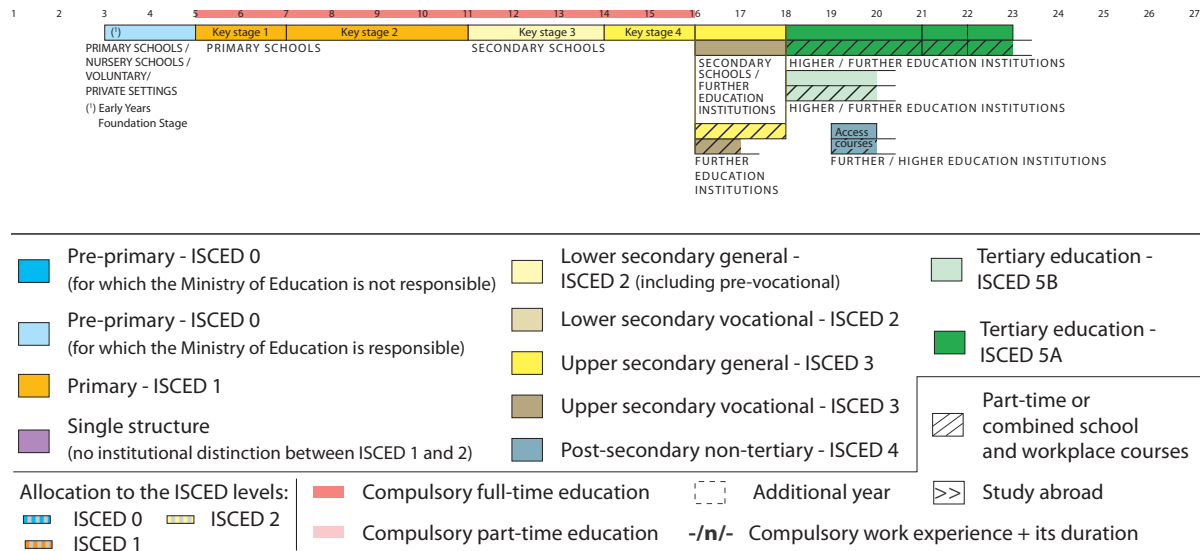 1 2 3 4 5 6 7 8 9 10 11 12 13 14 15 16 17 18 19 20 21 22 23 24 25 26 27
(¹) Key stage 1 Key stage 2 Key stage 3 Key stage 4
PRIMARY SCHOOLS /
NURSERY SCHOOLS /
VOLUNTARY/
PRIVATE SETTINGS
(¹) Early Years
Foundation Stage
PRIMARY SCHOOLS
SECONDARY SCHOOLS
SECONDARY
SCHOOLS /
FURTHER
EDUCATION
INSTITUTIONS
HIGHER / FURTHER EDUCATION INSTITUTIONS
HIGHER / FURTHER EDUCATION INSTITUTIONS
Access
courses
FURTHER / HIGHER EDUCATION INSTITUTIONS
FURTHER
EDUCATION
INSTITUTIONS
Pre-primary - ISCED 0
(for which the Ministry of Education is not responsible)
Pre-primary - ISCED 0
(for which the Ministry of Education is responsible)
Primary - ISCED 1
Single structure
(no institutional distinction between ISCED 1 and 2)
Lower secondary general -
ISCED 2 (including pre-vocational)
Lower secondary vocational - ISCED 2
Upper secondary general - ISCED 3
Upper secondary vocational - ISCED 3
Post-secondary non-tertiary - ISCED 4
Tertiary education -
ISCED 5B
Tertiary education -
ISCED 5A
Part-time or
combined school
and workplace courses
Allocation to the ISCED levels:
ISCED 0 ISCED 2
ISCED 1
Compulsory full-time education
Compulsory part-time education
Additional year
-/n/- Compulsory work experience + its duration
>> Study abroad